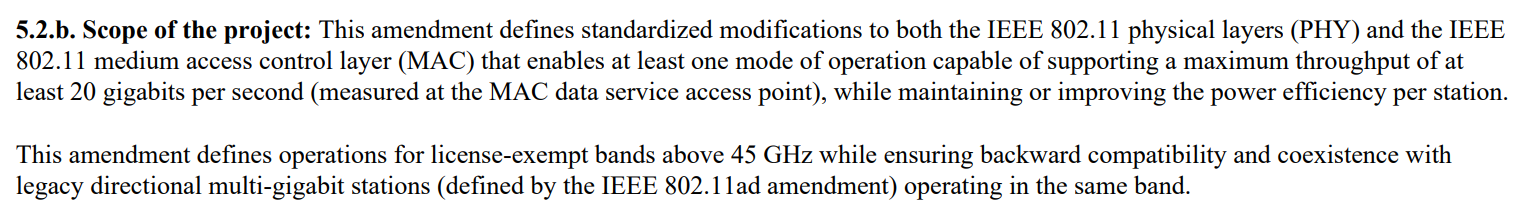 5.2.b. Scope of the project: This amendment defines standardized modifications to both the IEEE 802.11 physical layers (PHY) and the IEEE
802.11 medium access control layer (MAC) that enables at least one mode of operation capable of supporting a maximum throughput of at
least 20 gigabits per second (measured at the MAC data service access point), while maintaining or improving the power efficiency per station.
This amendment defines operations for license-exempt bands above 45 GHz while ensuring backward compatibility and coexistence with
legacy directional multi-gigabit stations (defined by the IEEE 802.11ad amendment) operating in the same band.